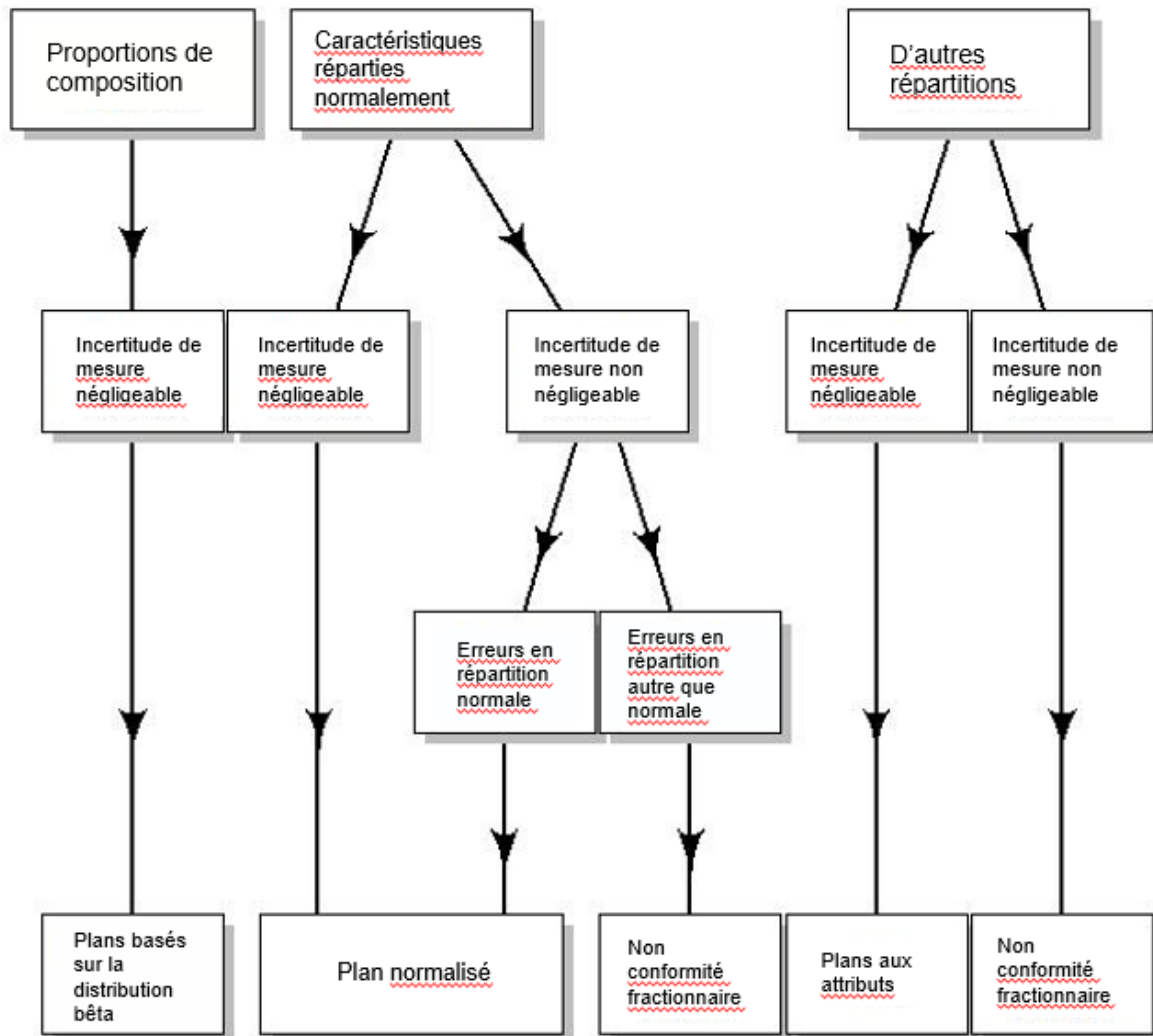 Proportions de
composition
Caractéristiques
réparties
normalement
D'autres
répartitions
Incertitude de
mesure
négligeable
Incertitude de
mesure
négligeable
Incertitude de
mesure non
négligeable
Incertitude de
mesure
négligeable
Incertitude de
mesure non
négligeable
Erreurs en
répartition
normale
Erreurs en
répartition
autre que
normale
Plans basés
sur la
distribution
bêta
Plan normalisé
Non
conformité
fractionnaire
Plans aux
attributs
Non
conformité
fractionnaire